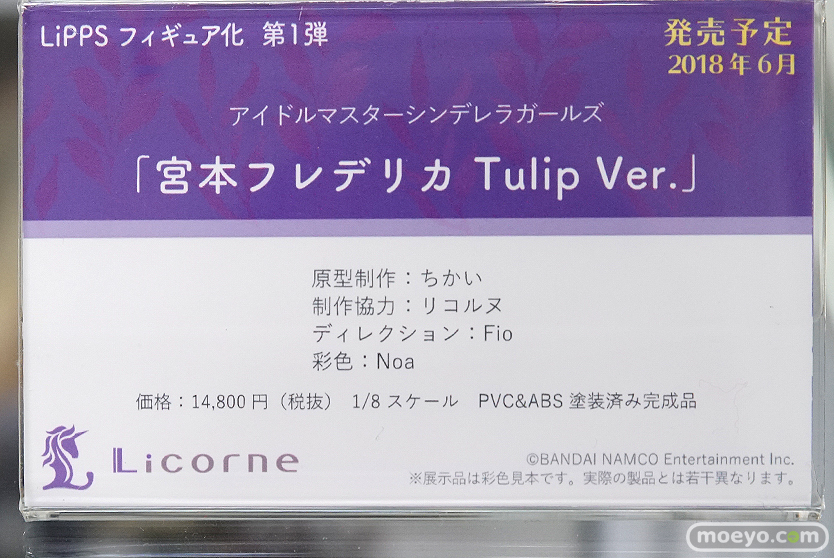 LiPPS フィギュア化 第1弾
発売予定
2018年6月
アイドルマスターシンデレラガールズ
「宮本フレデリカ Tulip Ver.」
原型制作：ちかい
制作協力：リコルヌ
ディレクション：Fio
彩色：Noa
価格：14,800円（税抜） 1/8スケール PVC&ABS塗装済み完成品
Licorne
©BANDAI NAMCO Entertainment Inc.
※展示品は彩色見本です。実際の製品とは若干異なります。
moeyo.com